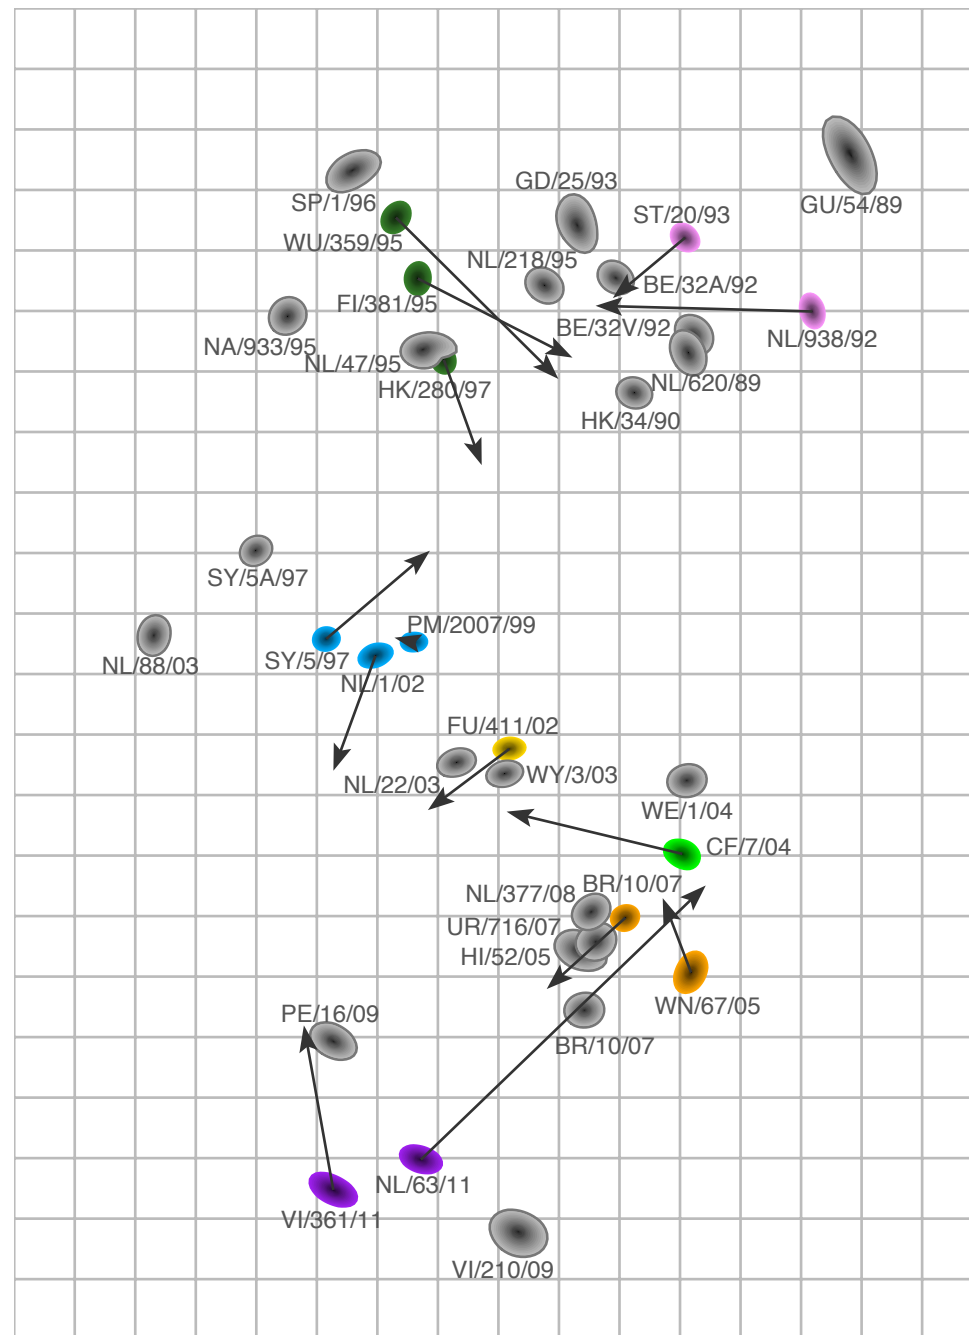 GD/25/93
SP/1/96
GU/54/89
ST/20/93
WU/359/95
NL/218/95
BE/32A/92
FI/381/95
BE/32V/92
NL/938/92
NA/933/95
NL/47/95
NL/620/89
HK/280/97
HK/34/90
SY/5A/97
PM/2007/99
NL/88/03
SY/5/97
NL/1/02
FU/411/02
WY/3/03
NL/22/03
WE/1/04
CF/7/04
BR/10/07
NL/377/08
UR/716/07
HI/52/05
WN/67/05
PE/16/09
BR/10/07
NL/63/11
VI/361/11
VI/210/09